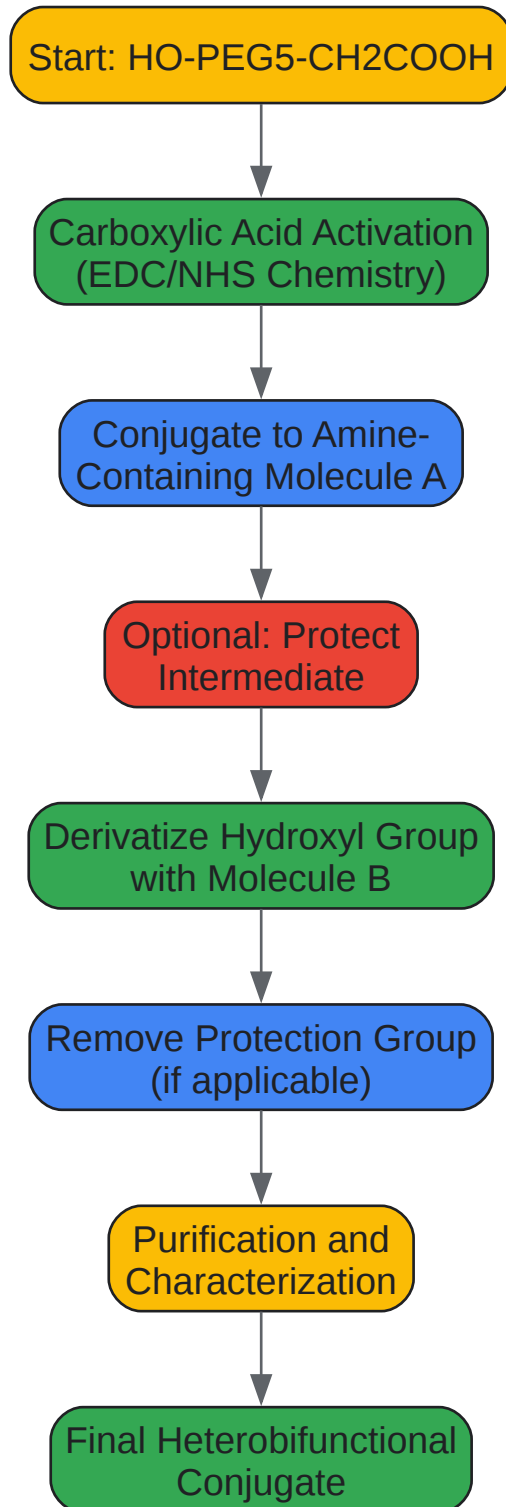 Start: HO-PEG5-CH2COOH
Carboxylic Acid Activation
(EDC/NHS Chemistry)
Conjugate to Amine-
Containing Molecule A
Optional: Protect
Intermediate
Derivatize Hydroxyl Group
with Molecule B
Remove Protection Group
(if applicable)
Purification and
Characterization
Final Heterobifunctional
Conjugate